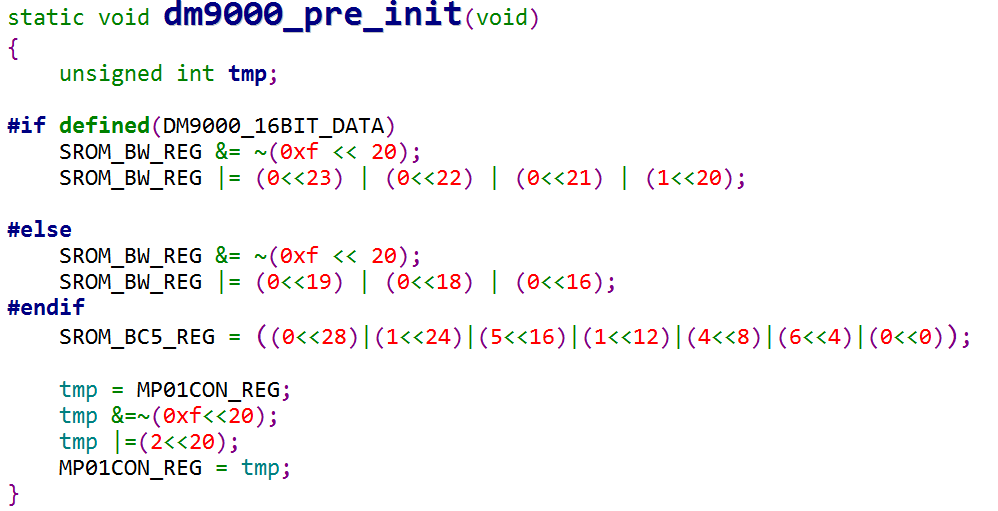 static void dm9000_pre_init(void)
{
    unsigned int tmp;

#if defined(DM9000_16BIT_DATA)
    SROM_BW_REG &= ~(0xf << 20);
    SROM_BW_REG |= (0<<23) | (0<<22) | (0<<21) | (1<<20);

#else
    SROM_BW_REG &= ~(0xf << 20);
    SROM_BW_REG |= (0<<19) | (0<<18) | (0<<16);
#endif
    SROM_BC5_REG = ((0<<28)|(1<<24)|(5<<16)|(1<<12)|(4<<8)|(6<<4)|(0<<0));

    tmp = MP01CON_REG;
    tmp &=~(0xf<<20);
    tmp |=(2<<20);
    MP01CON_REG = tmp;
}